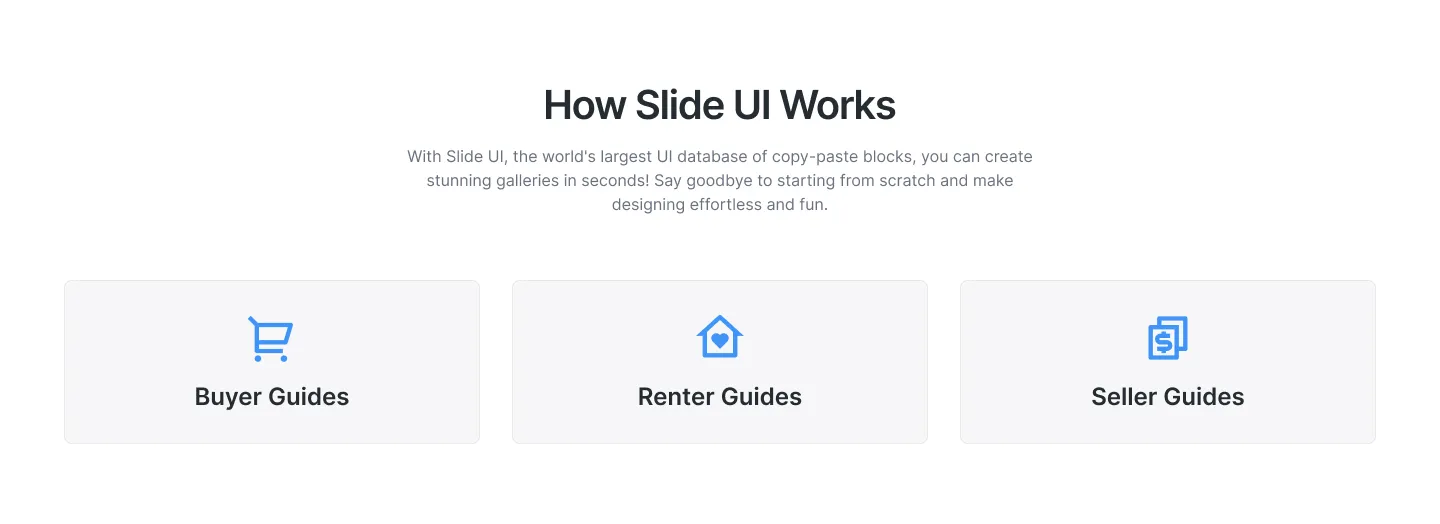 How Slide UI Works
With Slide UI, the world's largest UI database of copy-paste blocks, you can create
stunning galleries in seconds! Say goodbye to starting from scratch and make
designing effortless and fun.
Buyer Guides
Renter Guides
Seller Guides